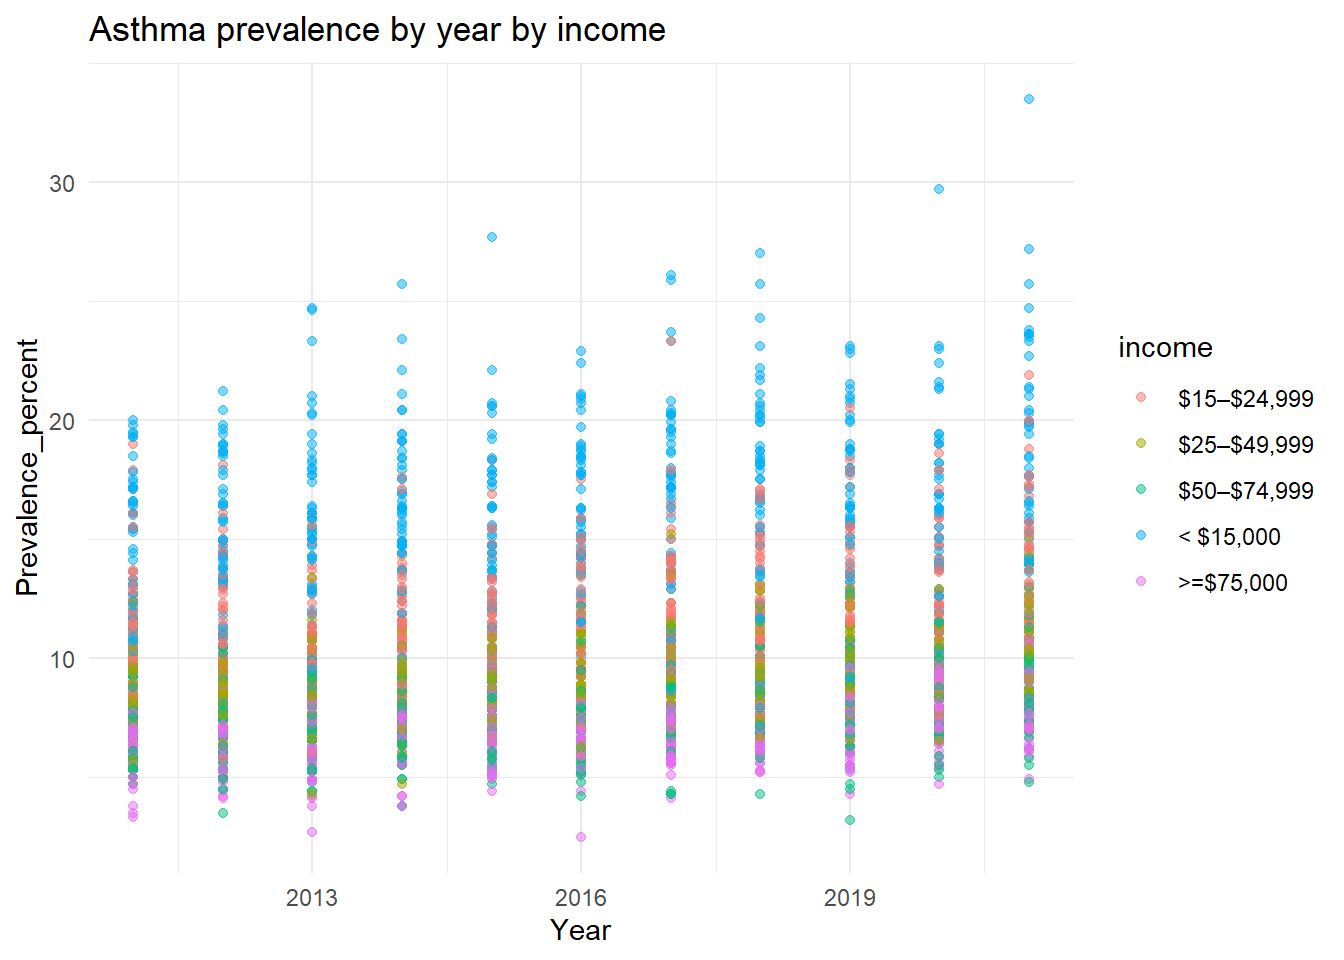 Asthma prevalence by year by income
30
20
10
Prevalence_percent
2013
2016
2019
Year
income
$15–$24,999
$25–$49,999
$50–$74,999
< $15,000
>=$75,000